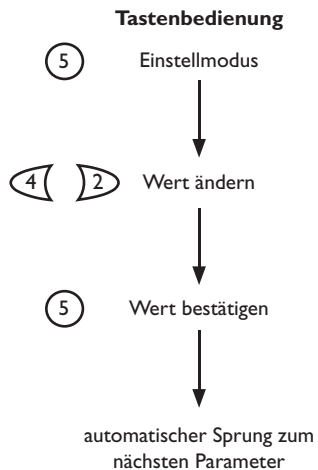 Tastenbedienung
5 Einstellmodus
4 2 Wert ändern
5 Wert bestätigen
automatischer Sprung zum
nächsten Parameter